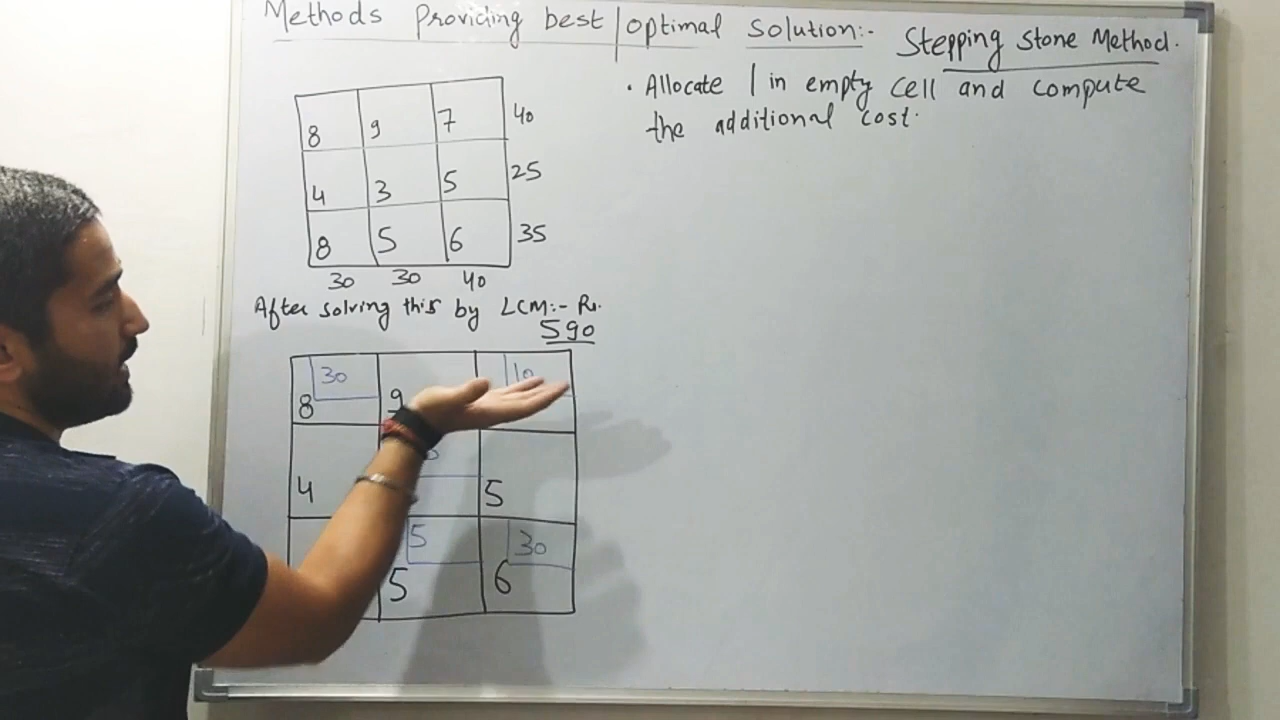 Methods Providing best/optimal solution:- Stepping Stone Method.
• Allocate 1 in empty cell and compute
the additional cost.
8 9 7 40
4 3 5 25
8 5 6 35
30 30 40
After solving this by LCM:- Rs.
590
30 10
8 9
4 5
5 30
5 6